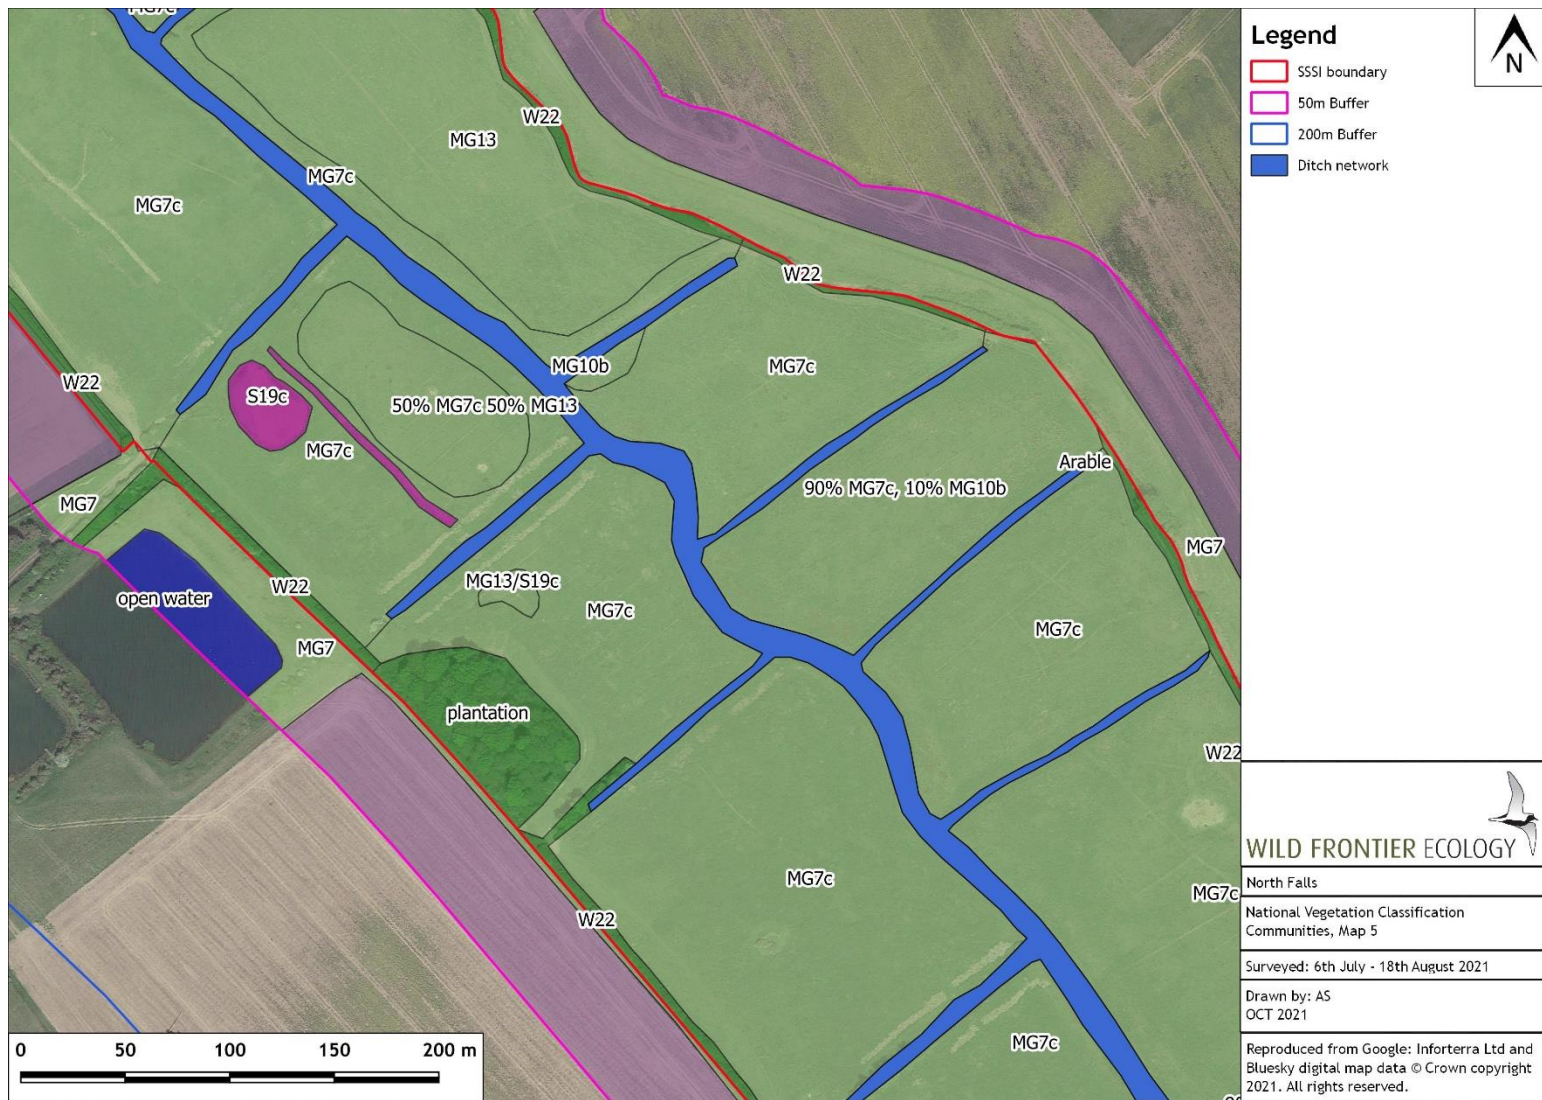 MG7c
W22
MG13
MG7c
MG7c
W22
W22
MG10b
MG7c
S19c
50% MG7c 50% MG13
MG7c
Arable
90% MG7c, 10% MG10b
MG7
MG7
MG13/S19c
W22
open water
MG7c
MG7c
MG7
plantation
W22
MG7c
MG7c
W22
MG7c
0 50 100 150 200 m
Legend
SSSI boundary
50m Buffer
200m Buffer
Ditch network
N
WILD FRONTIER ECOLOGY
North Falls
National Vegetation Classification
Communities, Map 5
Surveyed: 6th July - 18th August 2021
Drawn by: AS
OCT 2021
Reproduced from Google: Inforterra Ltd and
Bluesky digital map data © Crown copyright
2021. All rights reserved.